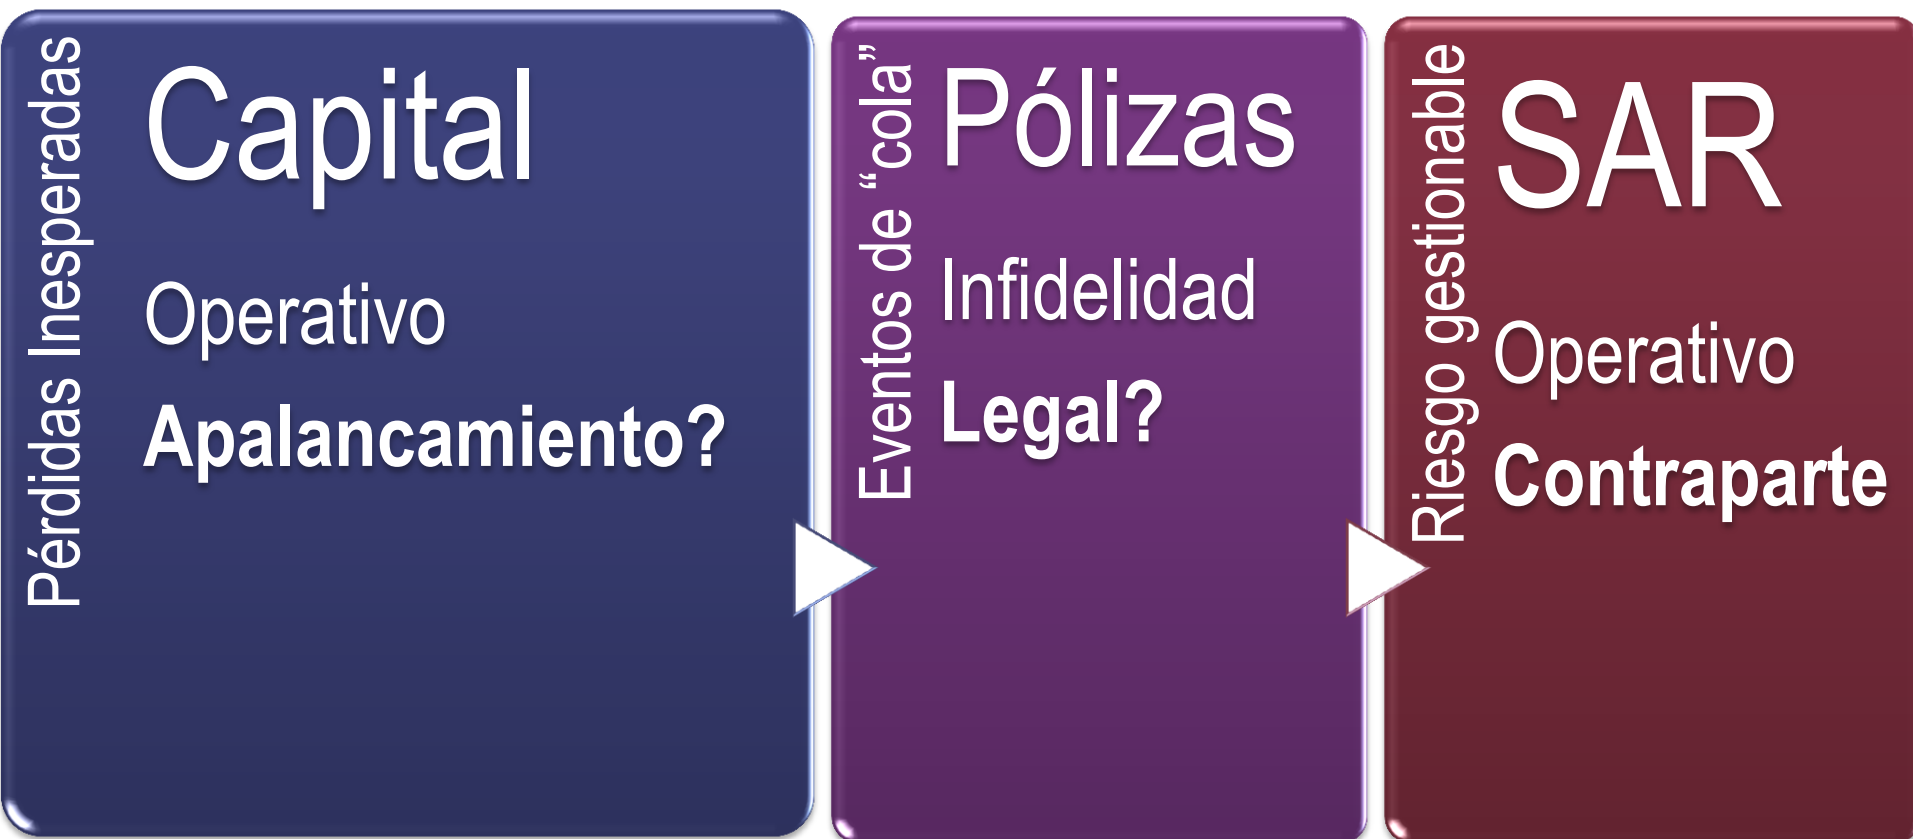 Pérdidas Inesperadas
Capital
Operativo
Apalancamiento?
Eventos de “cola”
Pólizas
Infidelidad
Legal?
Riesgo gestionable
SAR
Operativo
Contraparte